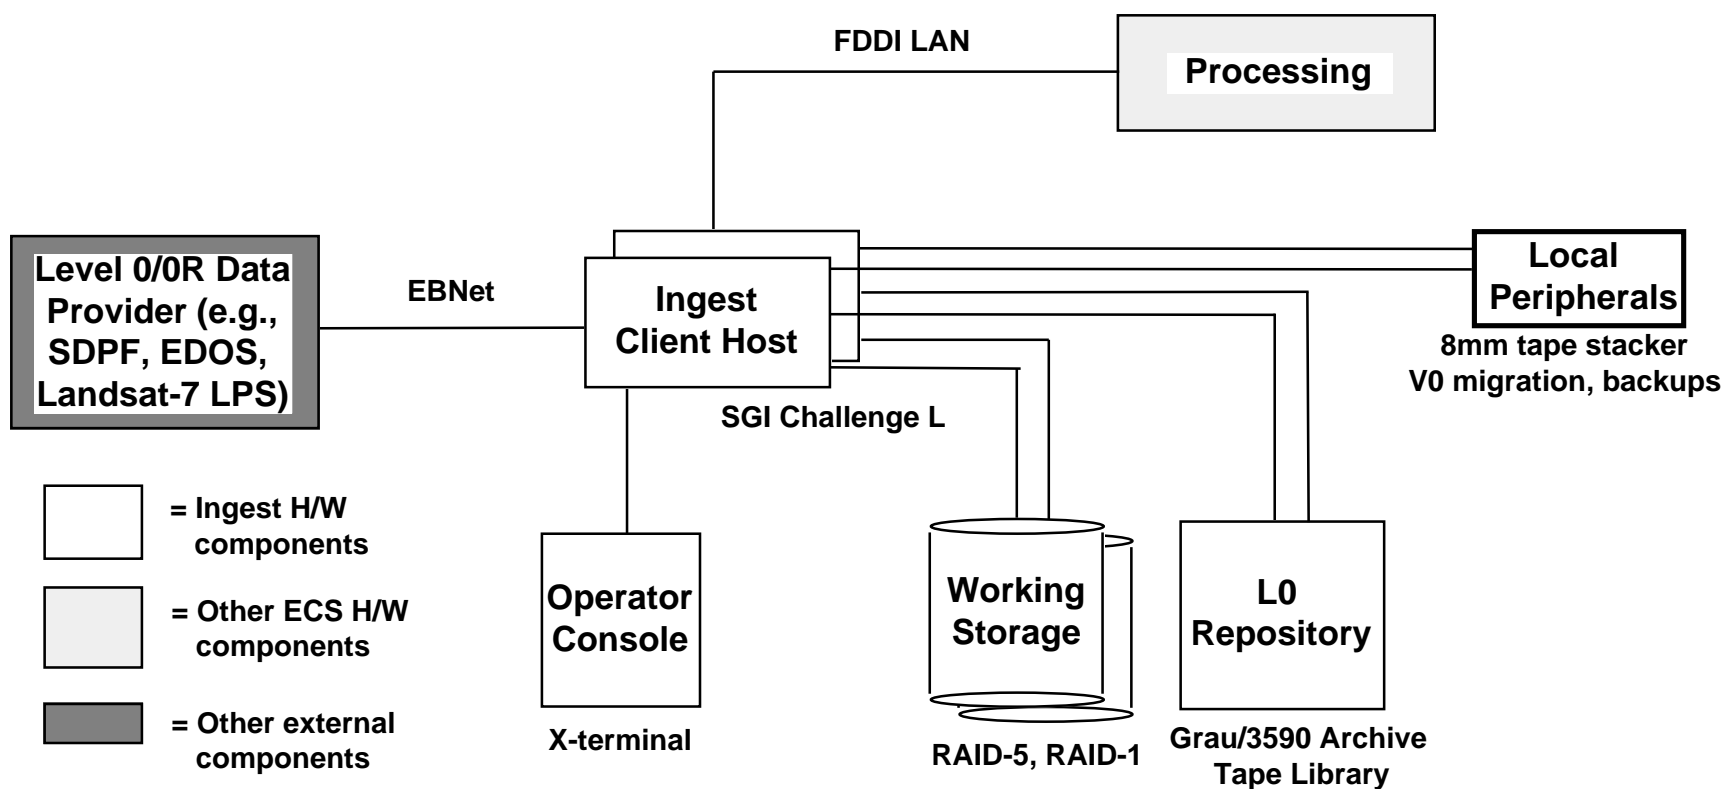 FDDI LAN
Processing
Level 0/0R Data
Provider (e.g.,
SDPF, EDOS,
Landsat-7 LPS)
EBNet
Ingest
Client Host
SGI Challenge L
Local
Peripherals
8mm tape stacker
V0 migration, backups
= Ingest H/W
components
= Other ECS H/W
components
= Other external
components
Operator
Console
X-terminal
Working
Storage
RAID-5, RAID-1
L0
Repository
Grau/3590 Archive
Tape Library